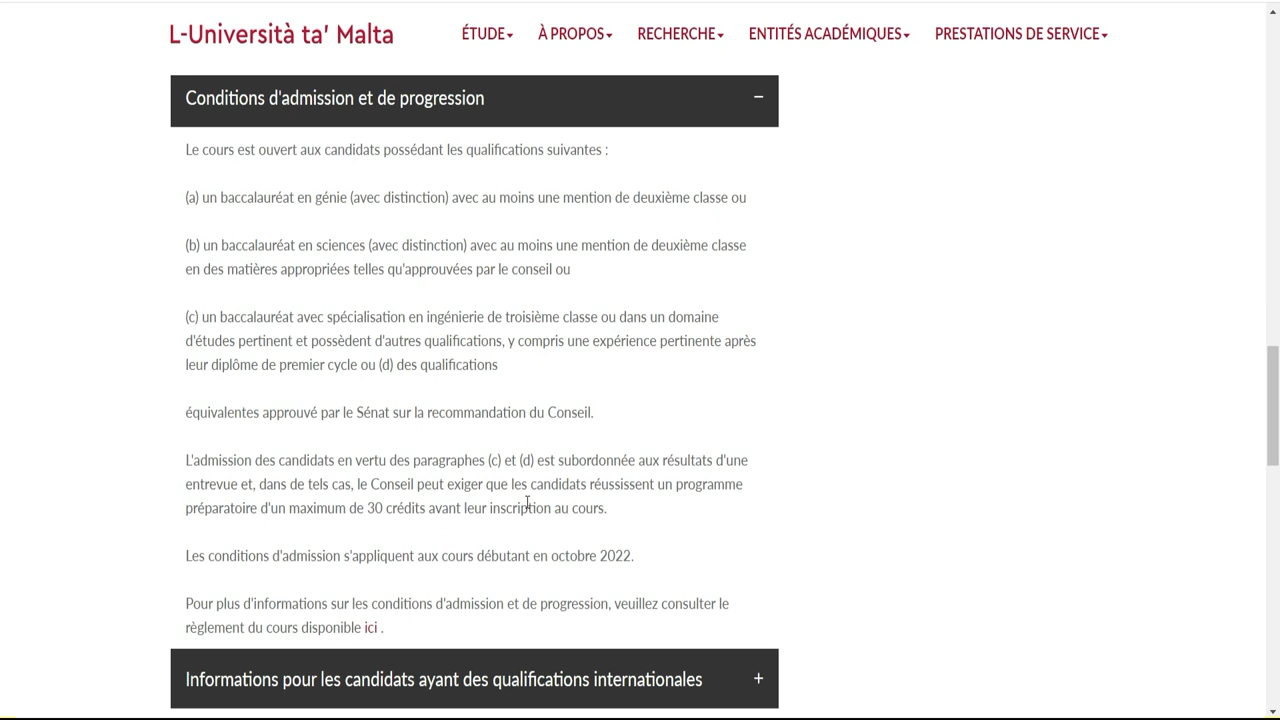 L-Università ta' Malta
ÉTUDE
À PROPOS
RECHERCHE
ENTITÉS ACADÉMIQUES
PRESTATIONS DE SERVICE
Conditions d'admission et de progression
Le cours est ouvert aux candidats possédant les qualifications suivantes :
(a) un baccalauréat en génie (avec distinction) avec au moins une mention de deuxième classe ou
(b) un baccalauréat en sciences (avec distinction) avec au moins une mention de deuxième classe
en des matières appropriées telles qu'approuvées par le conseil ou
(c) un baccalauréat avec spécialisation en ingénierie de troisième classe ou dans un domaine
d'études pertinent et possèdent d'autres qualifications, y compris une expérience pertinente après
leur diplôme de premier cycle ou (d) des qualifications
équivalentes approuvé par le Sénat sur la recommandation du Conseil.
L'admission des candidats en vertu des paragraphes (c) et (d) est subordonnée aux résultats d'une
entrevue et, dans de tels cas, le Conseil peut exiger que les candidats réussissent un programme
préparatoire d'un maximum de 30 crédits avant leur inscription au cours.
Les conditions d'admission s'appliquent aux cours débutant en octobre 2022.
Pour plus d'informations sur les conditions d'admission et de progression, veuillez consulter le
règlement du cours disponible ici .
Informations pour les candidats ayant des qualifications internationales